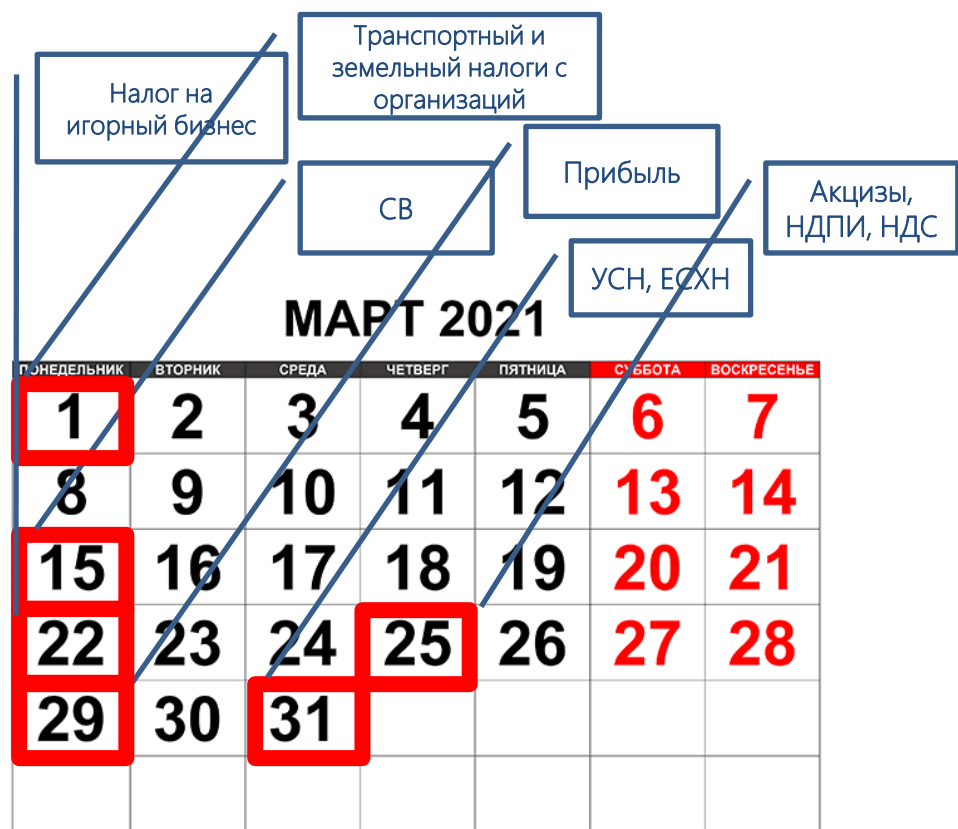 Транспортный и
земельный налоги с
организаций
Налог на
игорный бизнес
Прибыль
СВ
Акцизы,
НДПИ, НДС
УСН, ЕСХН
МАРТ 2021
ПОНЕДЕЛЬНИК ВТОРНИК СРЕДА ЧЕТВЕРГ ПЯТНИЦА СУББОТА ВОСКРЕСЕНЬЕ
1 2 3 4 5 6 7
8 9 10 11 12 13 14
15 16 17 18 19 20 21
22 23 24 25 26 27 28
29 30 31